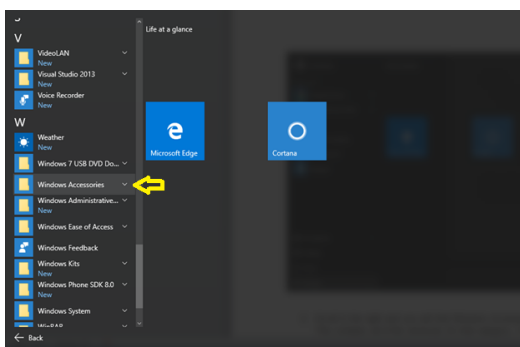 Life at a glance
V
VideoLAN
New
Visual Studio 2013
New
Voice Recorder
New
W
Weather
New
Windows 7 USB DVD Do...
Windows Accessories
Windows Administrative...
New
Windows Ease of Access
Windows Feedback
Windows Kits
New
Windows Phone SDK 8.0
New
Windows System
WinRAR
Back
Microsoft Edge
Cortana